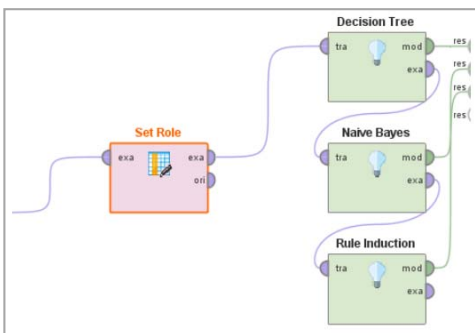 Decision Tree
tra mod res
exa res
res
Set Role
exa exa
ori
res
Naive Bayes
tra mod
exa
Rule Induction
tra mod
exa